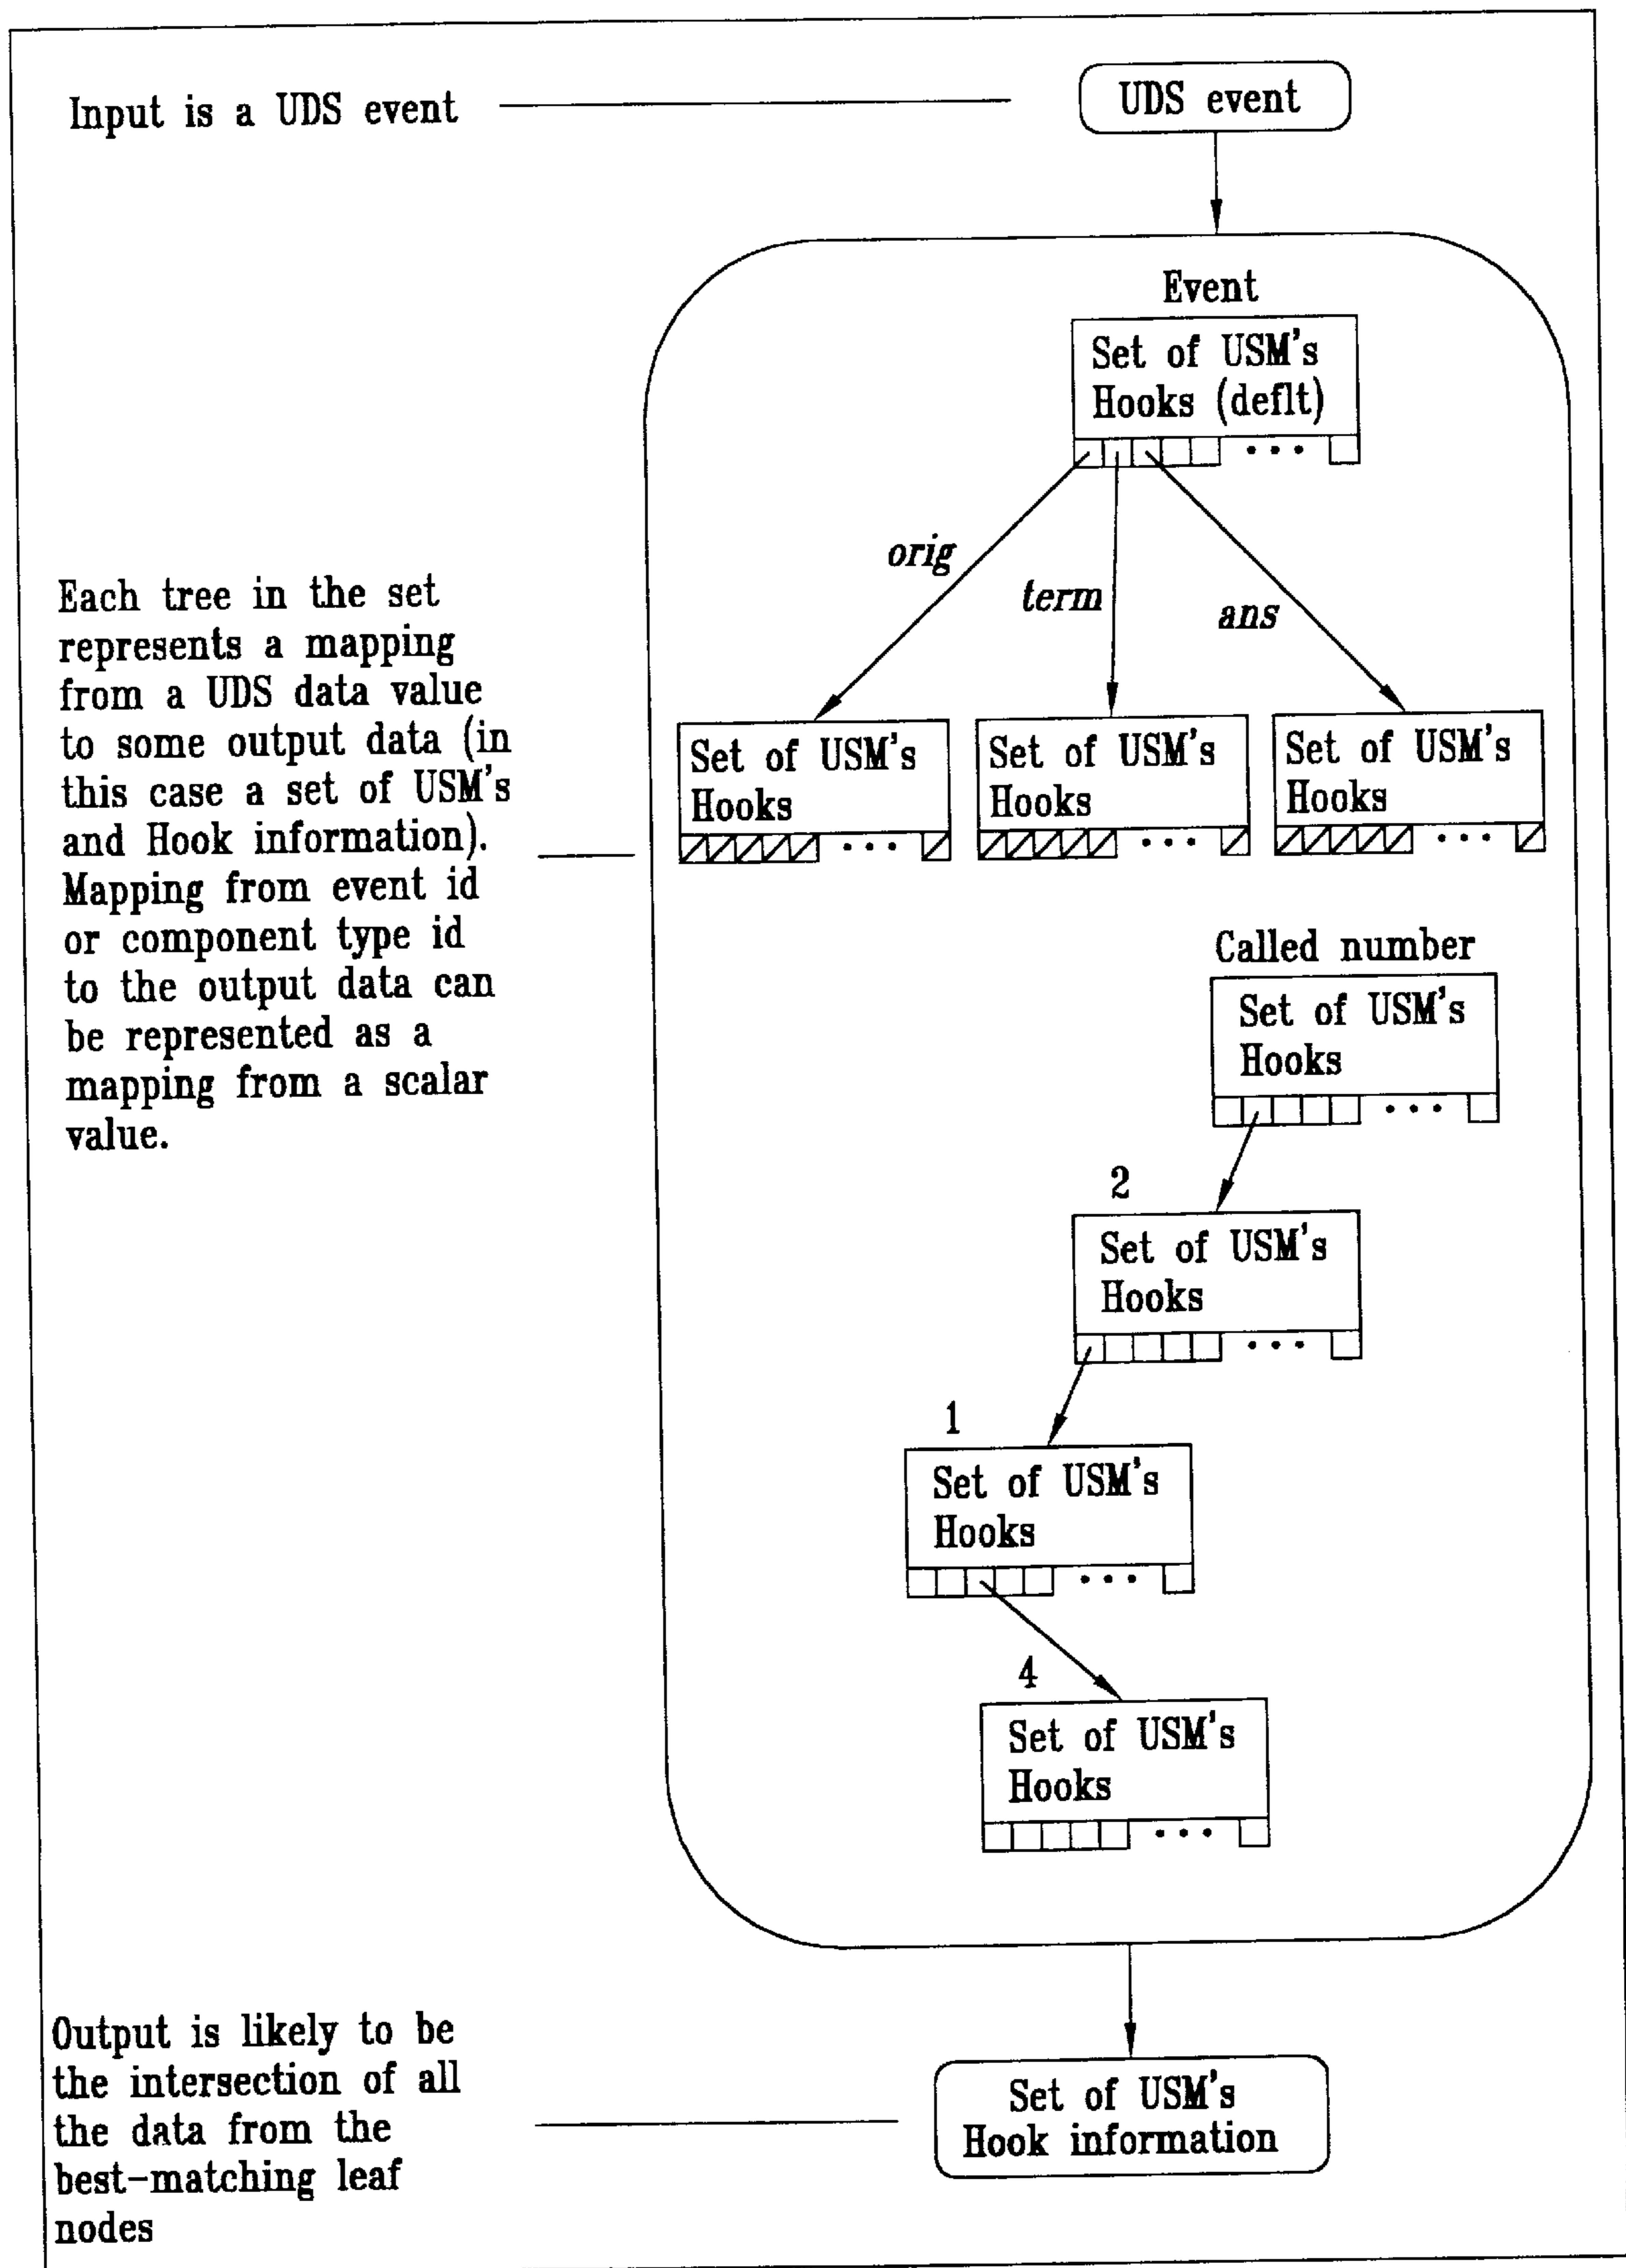 Input is a UDS event
UDS event
Event
Set of USM's
Hooks (deflt)
orig
term
ans
Each tree in the set
represents a mapping
from a UDS data value
to some output data (in
this case a set of USM's
and Hook information).
Mapping from event id
or component type id
to the output data can
be represented as a
mapping from a scalar
value.
Set of USM's
Hooks
Set of USM's
Hooks
Set of USM's
Hooks
Called number
Set of USM's
Hooks
2
Set of USM's
Hooks
1
Set of USM's
Hooks
4
Set of USM's
Hooks
Output is likely to be
the intersection of all
the data from the
best-matching leaf
nodes
Set of USM's
Hook information